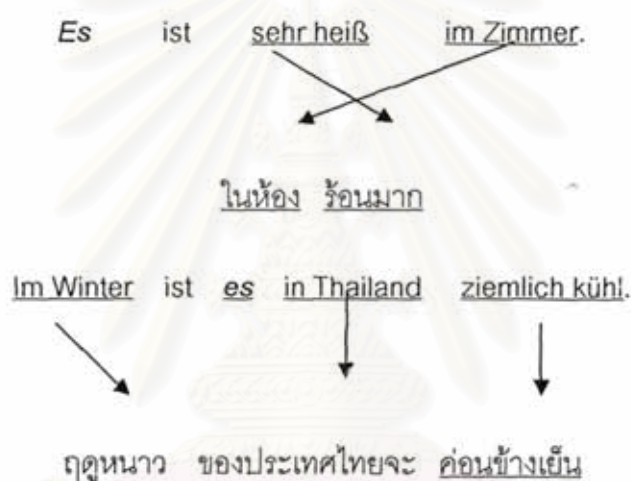 Es ist sehr heiß im Zimmer.
ในห้อง ร้อนมาก
Im Winter ist es in Thailand ziemlich kühl.
ฤดูหนาว ของประเทศไทยจะ ค่อนข้างเย็น